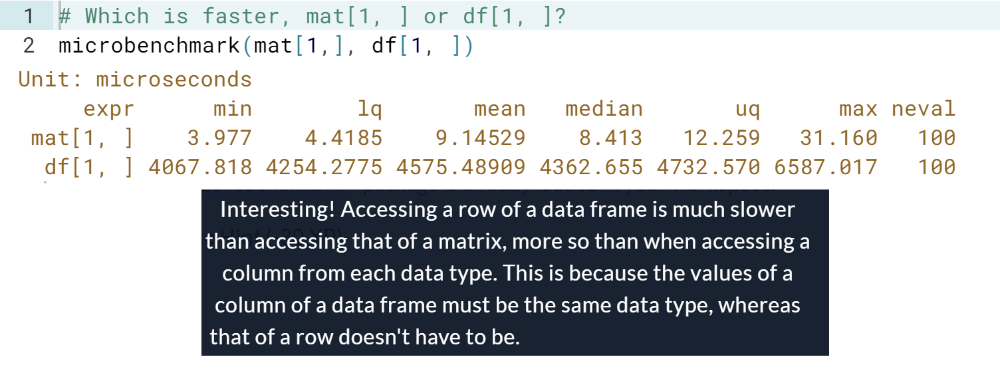 1 # Which is faster, mat[1, ] or df[1, ]?
2 microbenchmark(mat[1,], df[1, ])
Unit: microseconds
expr min lq mean median uq max neval
mat[1, ] 3.977 4.4185 9.14529 8.413 12.259 31.160 100
df[1, ] 4067.818 4254.2775 4575.48909 4362.655 4732.570 6587.017 100
Interesting! Accessing a row of a data frame is much slower
than accessing that of a matrix, more so than when accessing a
column from each data type. This is because the values of a
column of a data frame must be the same data type, whereas
that of a row doesn't have to be.